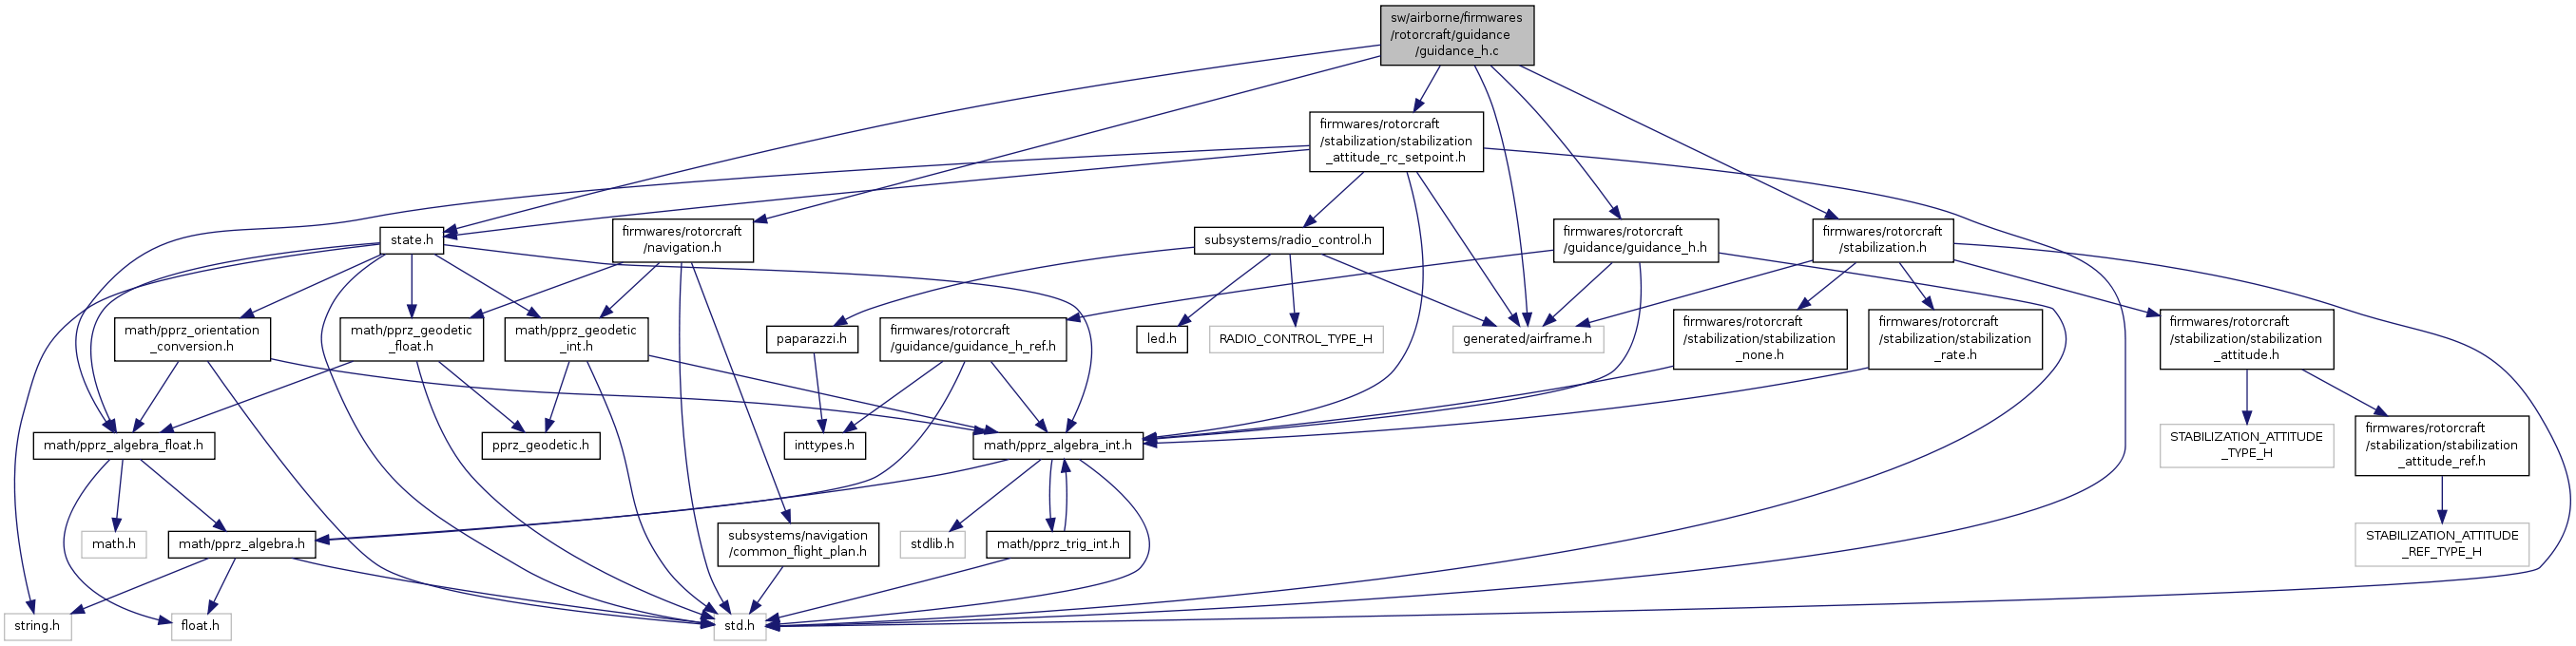 sw/airborne/firmwares
/rotorcraft/guidance
/guidance_h.c
firmwares/rotorcraft
/stabilization/stabilization
_attitude_rc_setpoint.h
state.h
firmwares/rotorcraft
/navigation.h
subsystems/radio_control.h
firmwares/rotorcraft
/guidance/guidance_h.h
firmwares/rotorcraft
/stabilization.h
math/pprz_orientation
_conversion.h
math/pprz_geodetic
_float.h
math/pprz_geodetic
_int.h
paparazzi.h
firmwares/rotorcraft
/guidance/guidance_h_ref.h
led.h
RADIO_CONTROL_TYPE_H
generated/airframe.h
firmwares/rotorcraft
/stabilization/stabilization
_none.h
firmwares/rotorcraft
/stabilization/stabilization
_rate.h
firmwares/rotorcraft
/stabilization/stabilization
_attitude.h
math/pprz_algebra_float.h
pprz_geodetic.h
inttypes.h
math/pprz_algebra_int.h
STABILIZATION_ATTITUDE
_TYPE_H
firmwares/rotorcraft
/stabilization/stabilization
_attitude_ref.h
math.h
math/pprz_algebra.h
subsystems/navigation
/common_flight_plan.h
stdlib.h
math/pprz_trig_int.h
STABILIZATION_ATTITUDE
_REF_TYPE_H
string.h
float.h
std.h